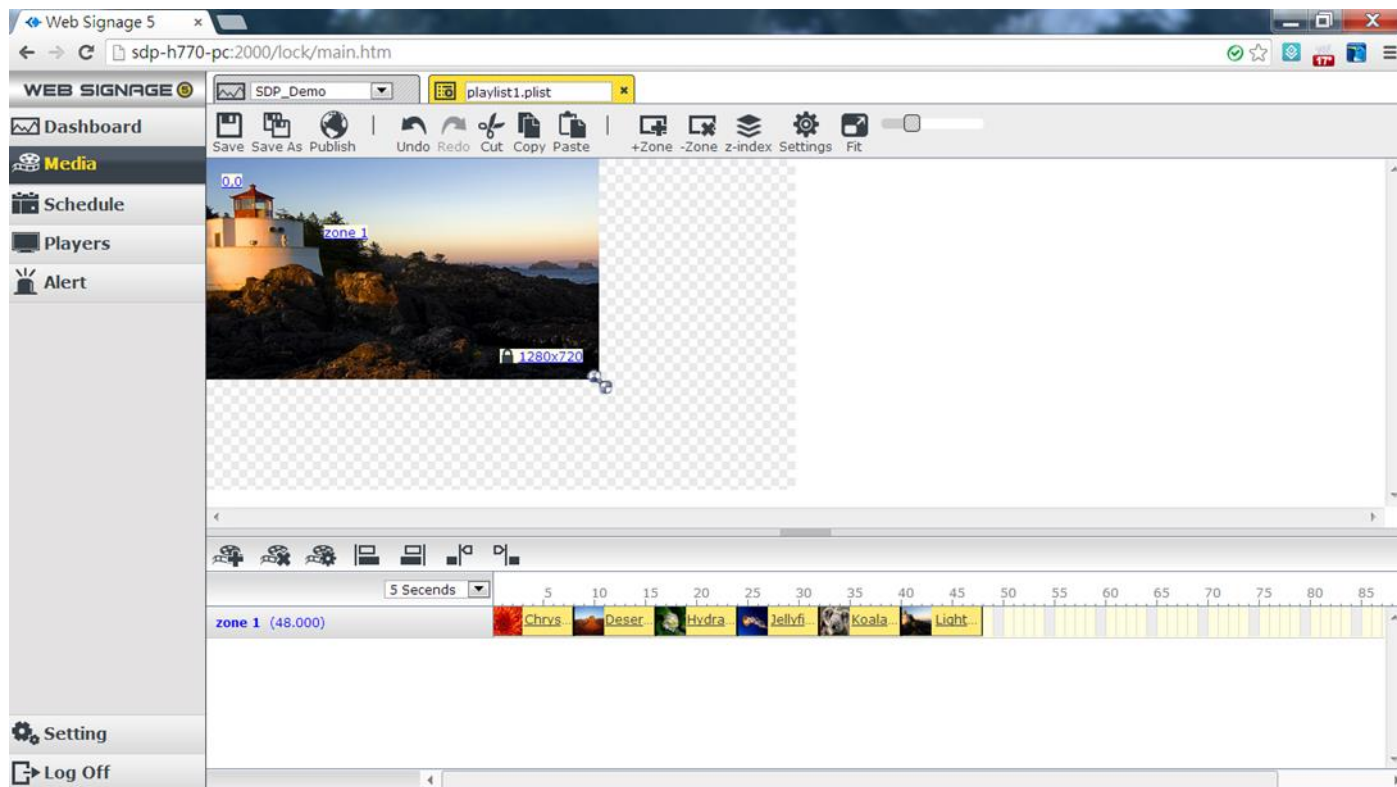 Web Signage 5
sdp-h770-pc:2000/lock/main.htm
17°
WEB SIGNAGE 5
SDP_Demo
playlist1.plist
Dashboard
Save Save As Publish Undo Redo Cut Copy Paste +Zone -Zone z-index Settings Fit
Media
0,0
Schedule
zone 1
Players
Alert
1280x720
5 Secends
5 10 15 20 25 30 35 40 45 50 55 60 65 70 75 80 85
zone 1 (48.000)
Chrys... Deser... Hydra... Jellyfi... Koala... Light...
Setting
Log Off